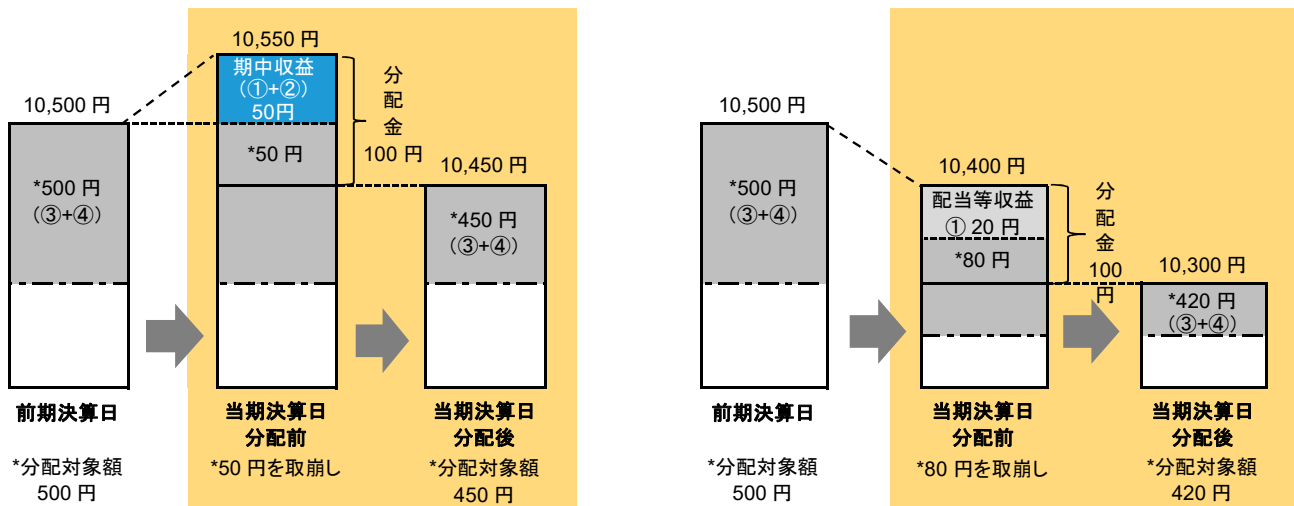 10,500 円
*500 円
(③+④)
前期決算日
*分配対象額
500 円
10,550 円
期中収益
(①+②)
50円
*50 円
分
配
金
100 円
当期決算日
分配前
*50 円を取崩し
10,450 円
*450 円
(③+④)
当期決算日
分配後
*分配対象額
450 円
10,500 円
*500 円
(③+④)
前期決算日
*分配対象額
500 円
10,400 円
配当等収益
① 20 円
*80 円
分
配
金
100
円
当期決算日
分配前
*80 円を取崩し
10,300 円
*420 円
(③+④)
当期決算日
分配後
*分配対象額
420 円